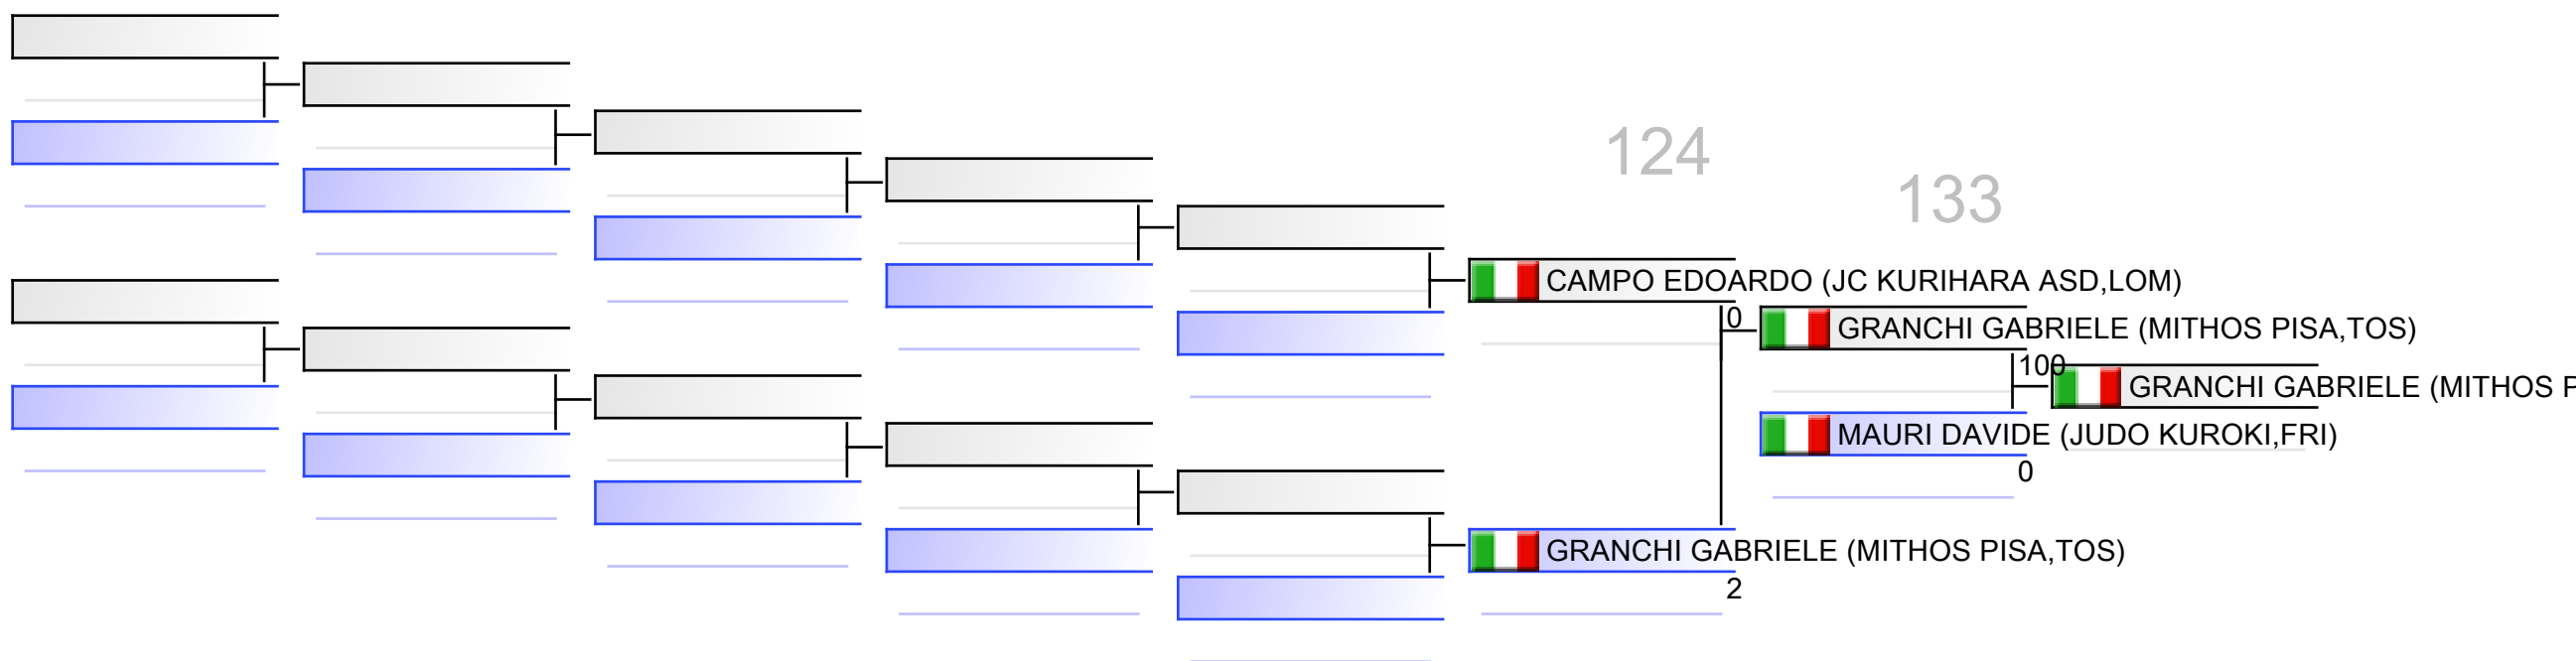 124
133
CAMPO EDOARDO (JC KURIHARA ASD,LOM)
0
GRANCHI GABRIELE (MITHOS PISA,TOS)
100
GRANCHI GABRIELE (MITHOS P
MAURI DAVIDE (JUDO KUROKI,FRI)
0
GRANCHI GABRIELE (MITHOS PISA,TOS)
2